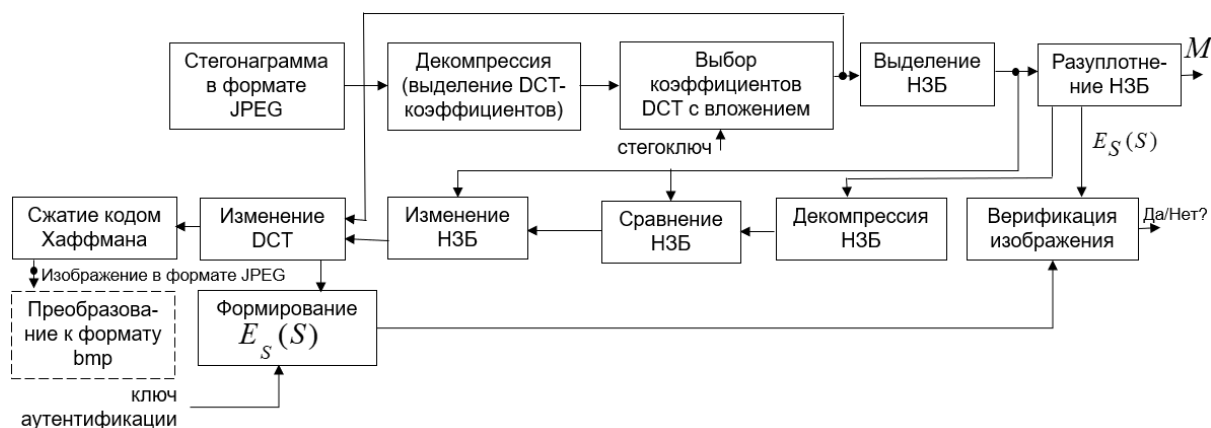 Стегонаграмма
в формате
JPEG
Декомпрессия
(выделение DCT-
коэффициентов)
Выбор
коэффициентов
DCT с вложением
Выделение
НЗБ
Разуплотне-
ние НЗБ
M
стегоключ
E_S(S)
Сжатие кодом
Хаффмана
Изменение
DCT
Изменение
НЗБ
Сравнение
НЗБ
Декомпрессия
НЗБ
Верификация
изображения
Да/Нет?
Изображение в формате JPEG
Преобразова-
ние к формату
bmp
Формирование
E_S(S)
ключ
аутентификации